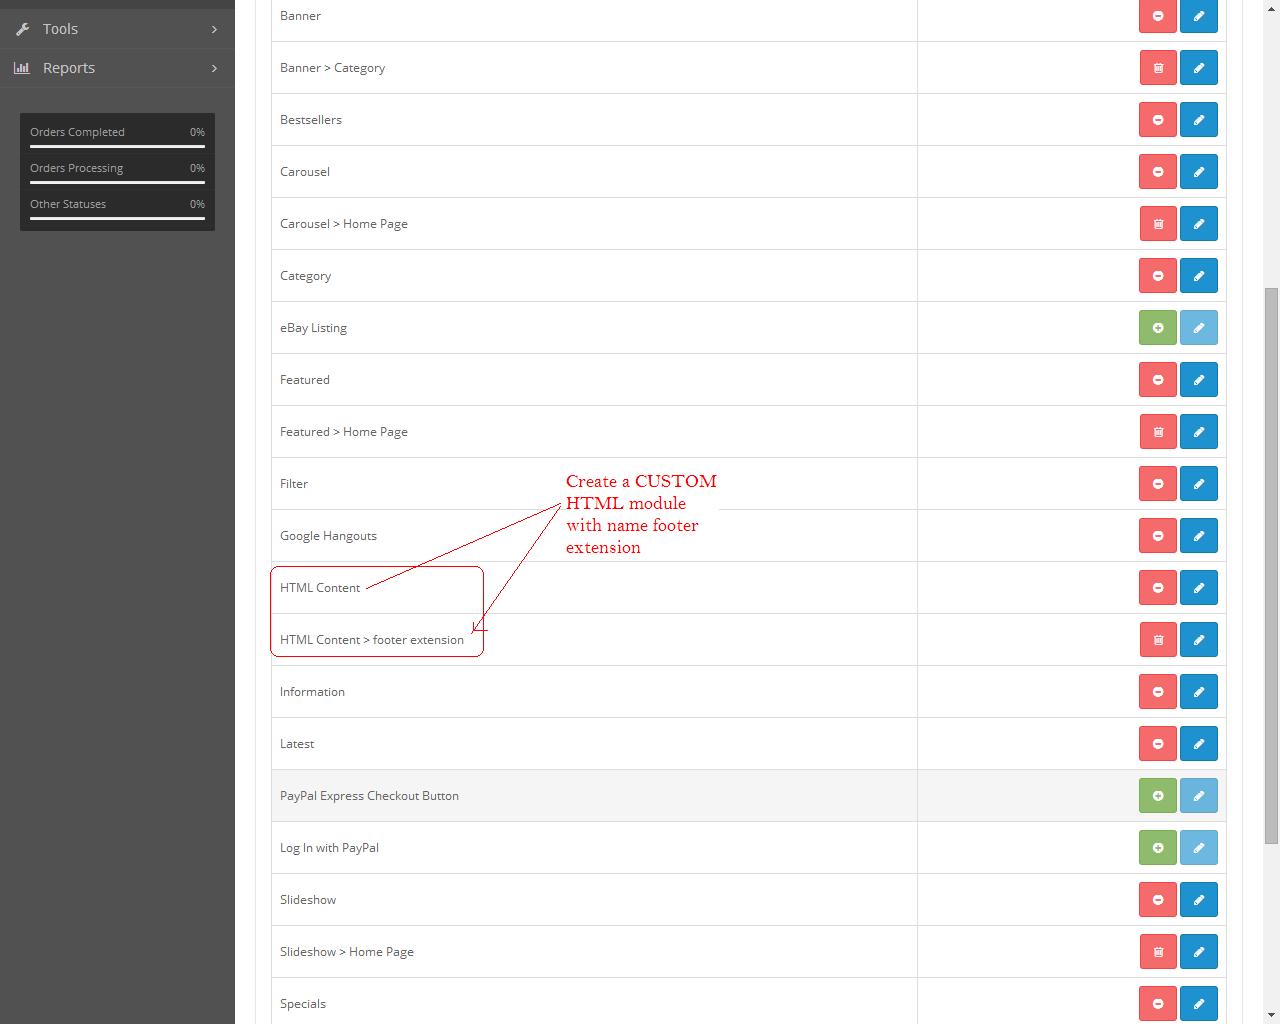 Tools
Reports
Orders Completed 0%
Orders Processing 0%
Other Statuses 0%
Banner
Banner > Category
Bestsellers
Carousel
Carousel > Home Page
Category
eBay Listing
Featured
Featured > Home Page
Filter
Google Hangouts
Create a CUSTOM
HTML module
with name footer
extension
HTML Content
HTML Content > footer extension
Information
Latest
PayPal Express Checkout Button
Log In with PayPal
Slideshow
Slideshow > Home Page
Specials